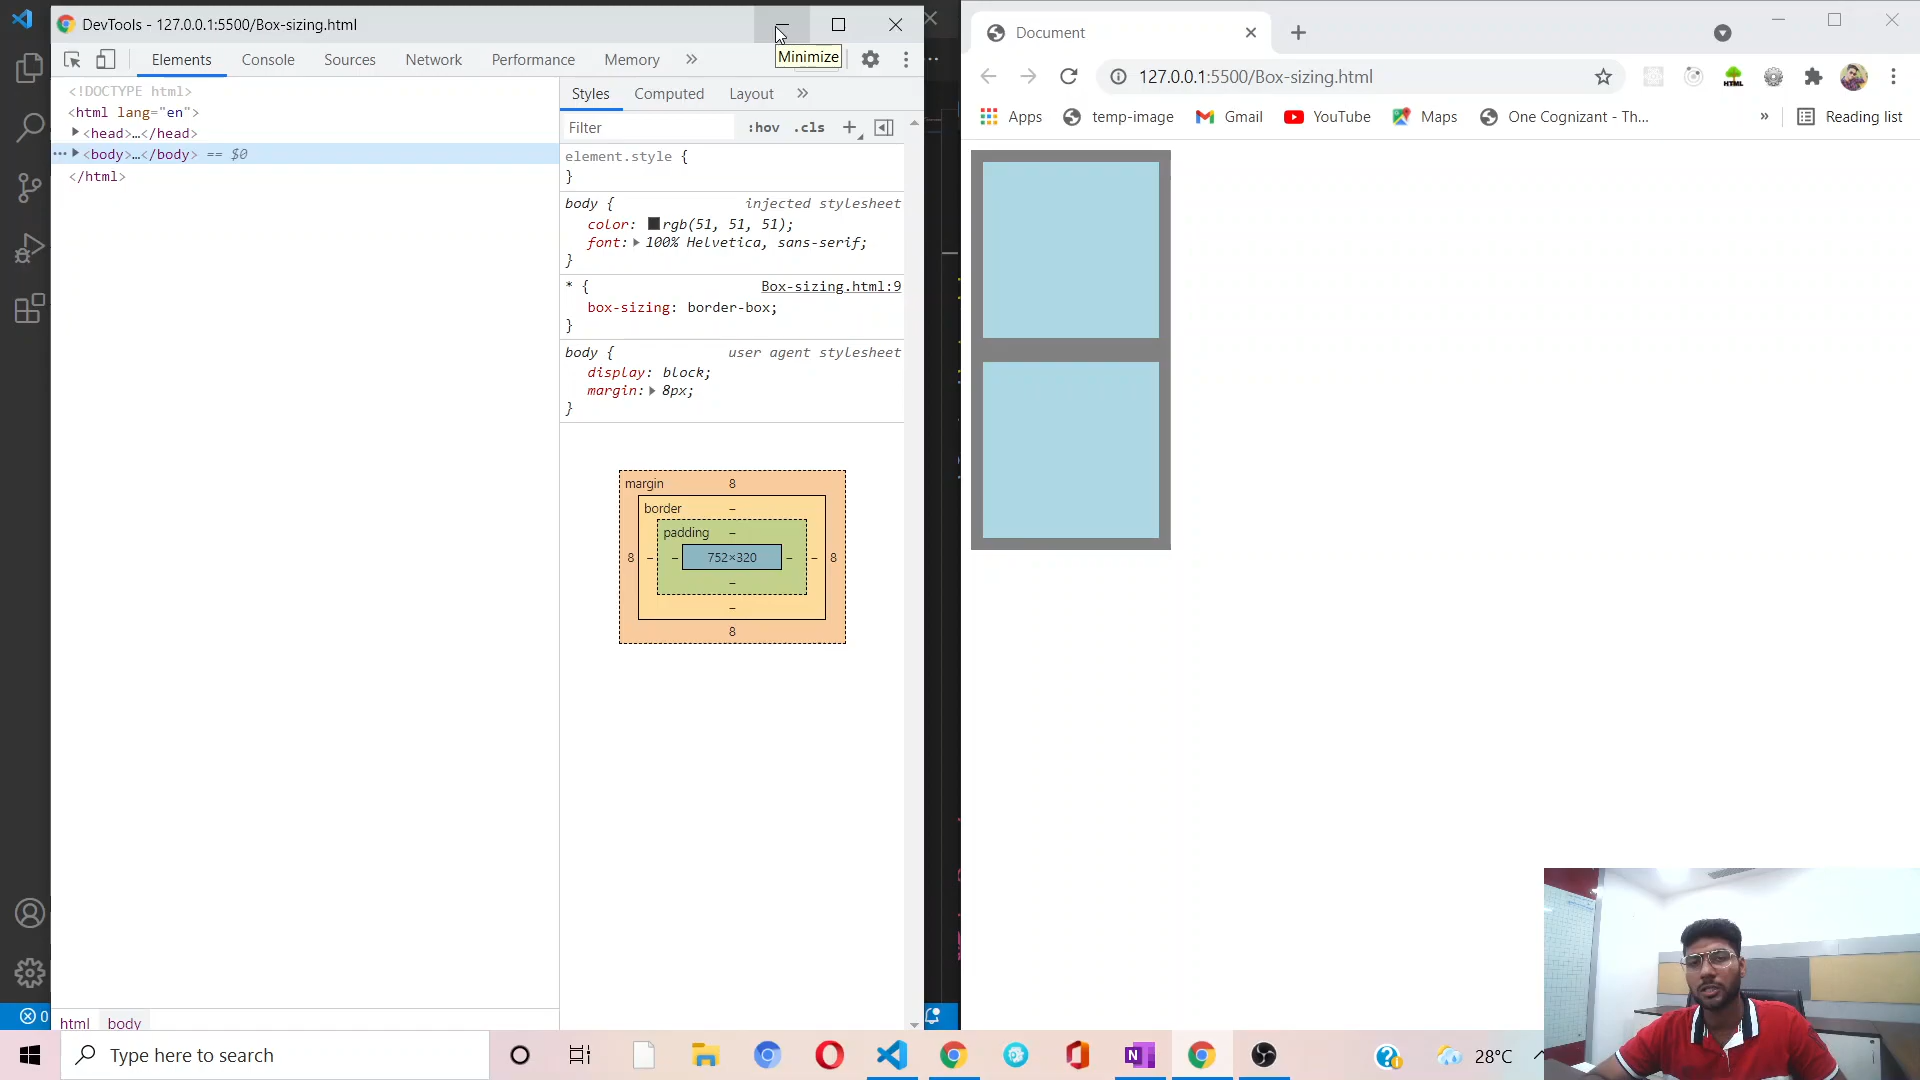 DevTools - 127.0.0.1:5500/Box-sizing.html
Minimize
Elements
Console
Sources
Network
Performance
Memory
<!DOCTYPE html>
<html lang="en">
<head>…</head>
<body>…</body> == $0
</html>
Styles
Computed
Layout
Filter
:hov
.cls
element.style {
}
body {
injected stylesheet
color: rgb(51, 51, 51);
font: 100% Helvetica, sans-serif;
}
* {
Box-sizing.html:9
box-sizing: border-box;
}
body {
user agent stylesheet
display: block;
margin: 8px;
}
margin 8
border –
padding –
8 – – 752×320 – – 8
–
–
8
html
body
0
Document
127.0.0.1:5500/Box-sizing.html
Apps
temp-image
Gmail
YouTube
Maps
One Cognizant - Th...
»
Reading list
HTML
Type here to search
28°C